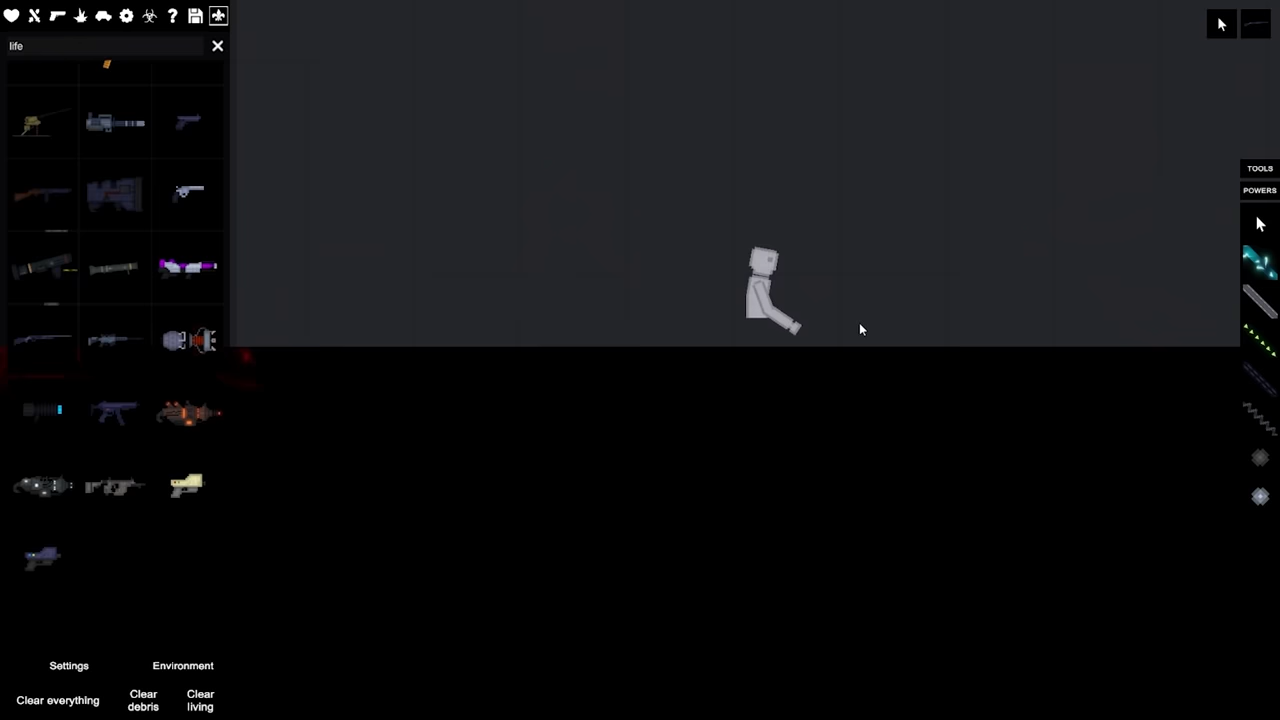 life
TOOLS
POWERS
Settings
Environment
Clear everything
Clear
debris
Clear
living